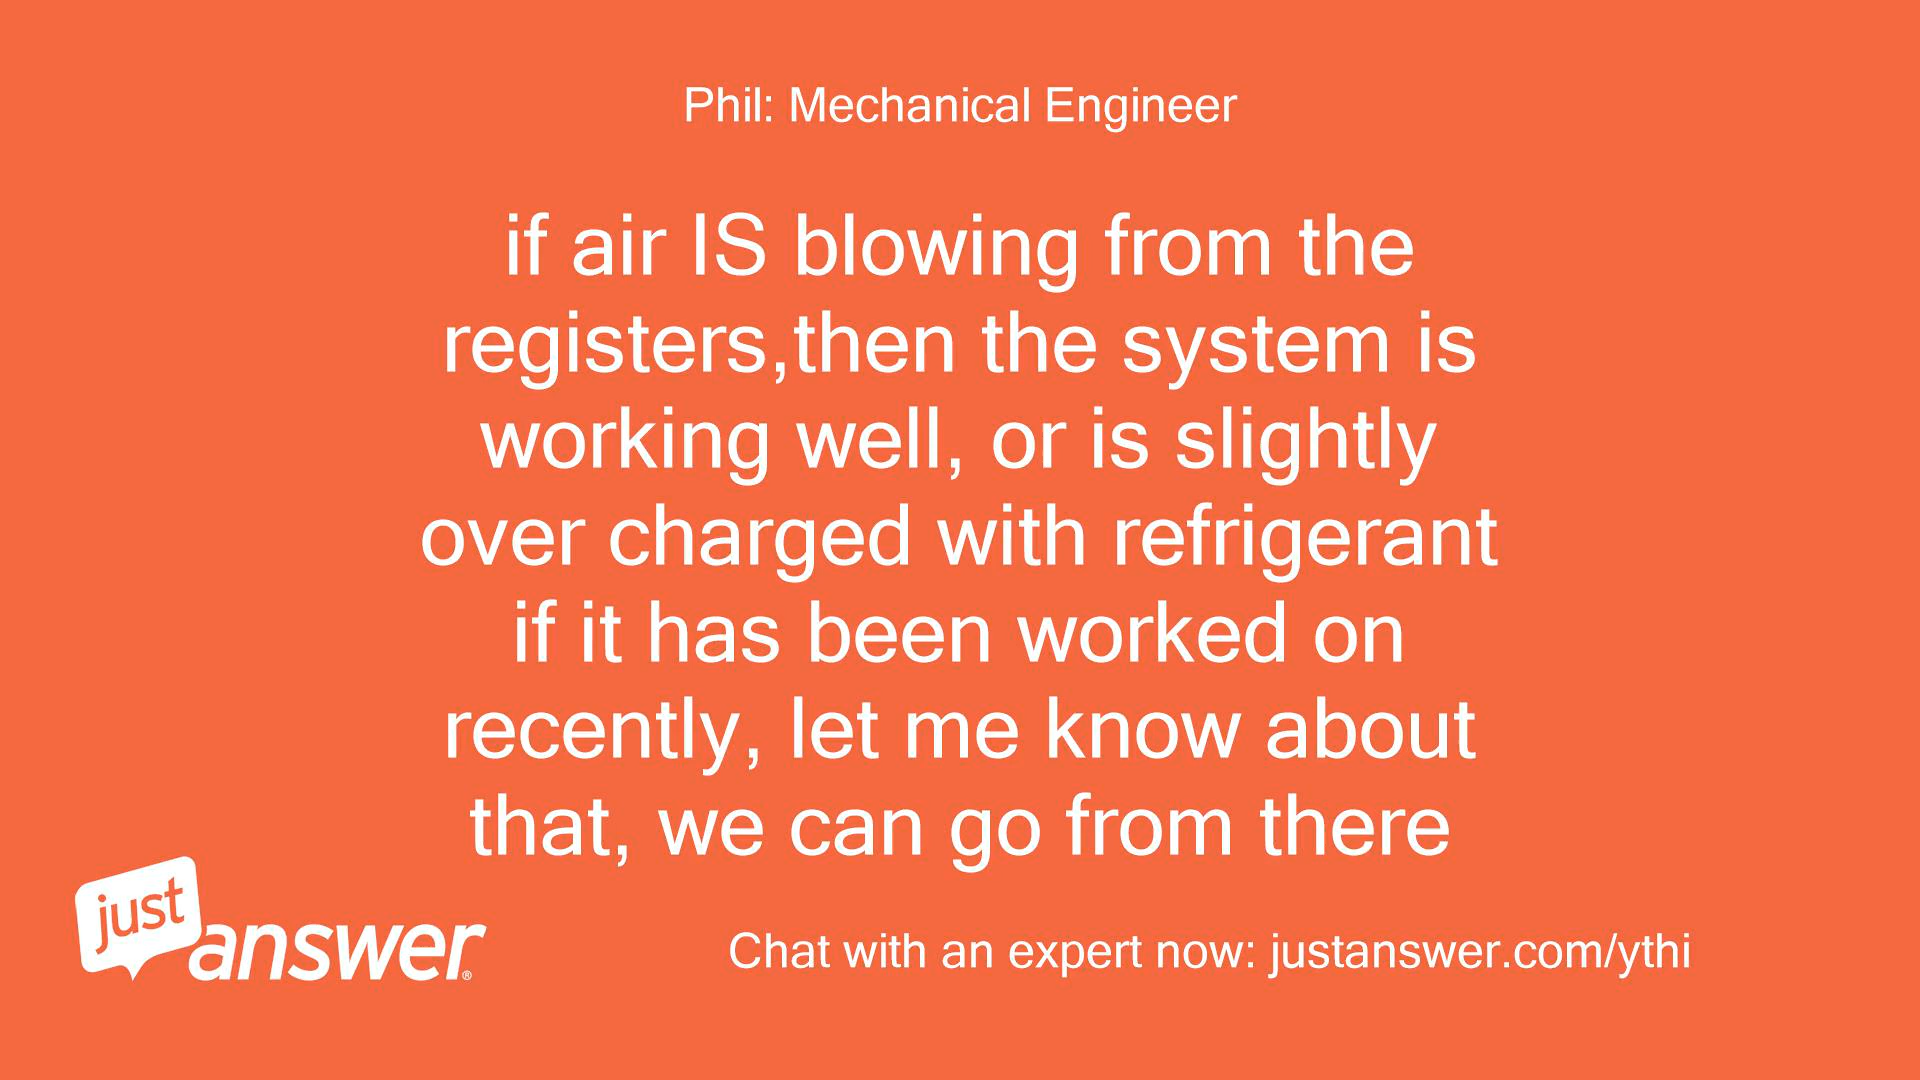 Phil: Mechanical Engineer
if air IS blowing from the
registers,then the system is
working well, or is slightly
over charged with refrigerant
if it has been worked on
recently, let me know about
that, we can go from there
just
answer®
Chat with an expert now: justanswer.com/ythi